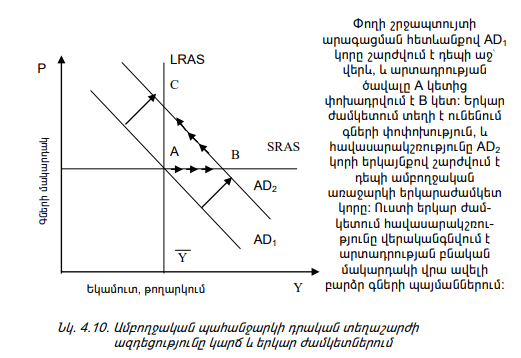 P
LRAS
C
A
B
SRAS
AD2
AD1
Y
Y
Գների մակարդակ
Եկամուտ, թողարկում
Փողի շրջապտույտի
արագացման հետևանքով AD1
կորը շարժվում է դեպի աջ՝
վերև, և արտադրության
ծավալը A կետից
փոխադրվում է B կետ: Երկար
ժամկետում տեղի է ունենում
գների փոփոխություն, և
հավասարակշռությունը AD2
կորի երկայնքով շարժվում է
դեպի ամբողջական
առաջարկի երկարաժամկետ
կորը: Ուստի երկար ժամ-
կետում հավասարակշռու-
թյունը վերականգնվում է
արտադրության բնական
մակարդակի վրա ավելի
բարձր գների պայմաններում:
Նկ. 4.10. Ամբողջական պահանջարկի դրական տեղաշարժի
ազդեցությունը կարճ և երկար ժամկետներում